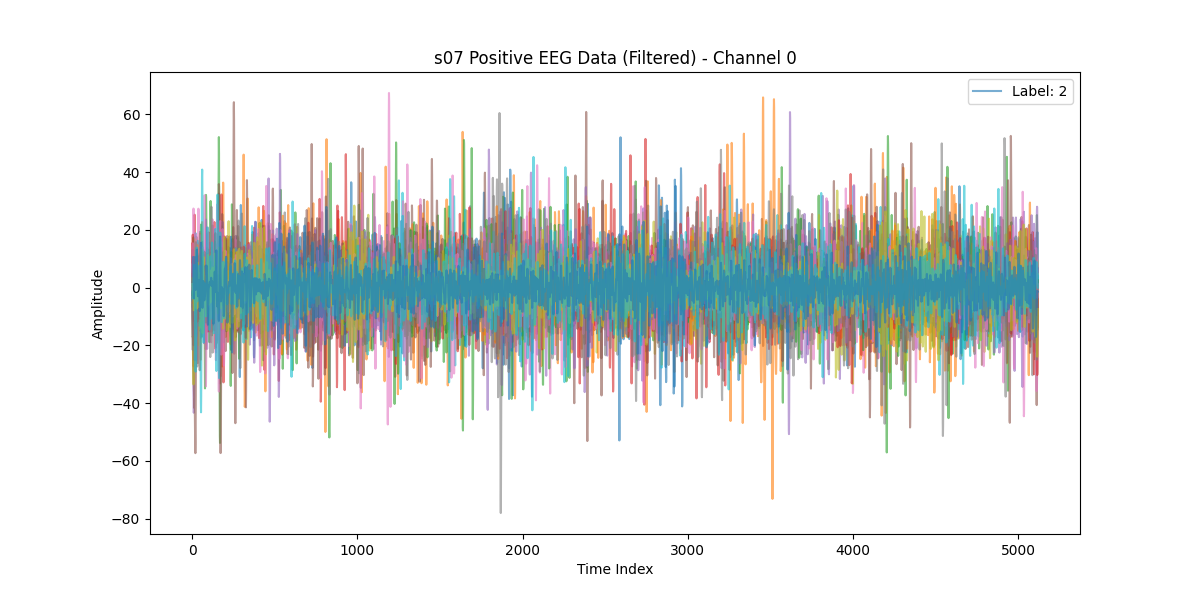 s07 Positive EEG Data (Filtered) - Channel 0
Label: 2
Amplitude
60
40
20
0
−20
−40
−60
−80
0 1000 2000 3000 4000 5000
Time Index